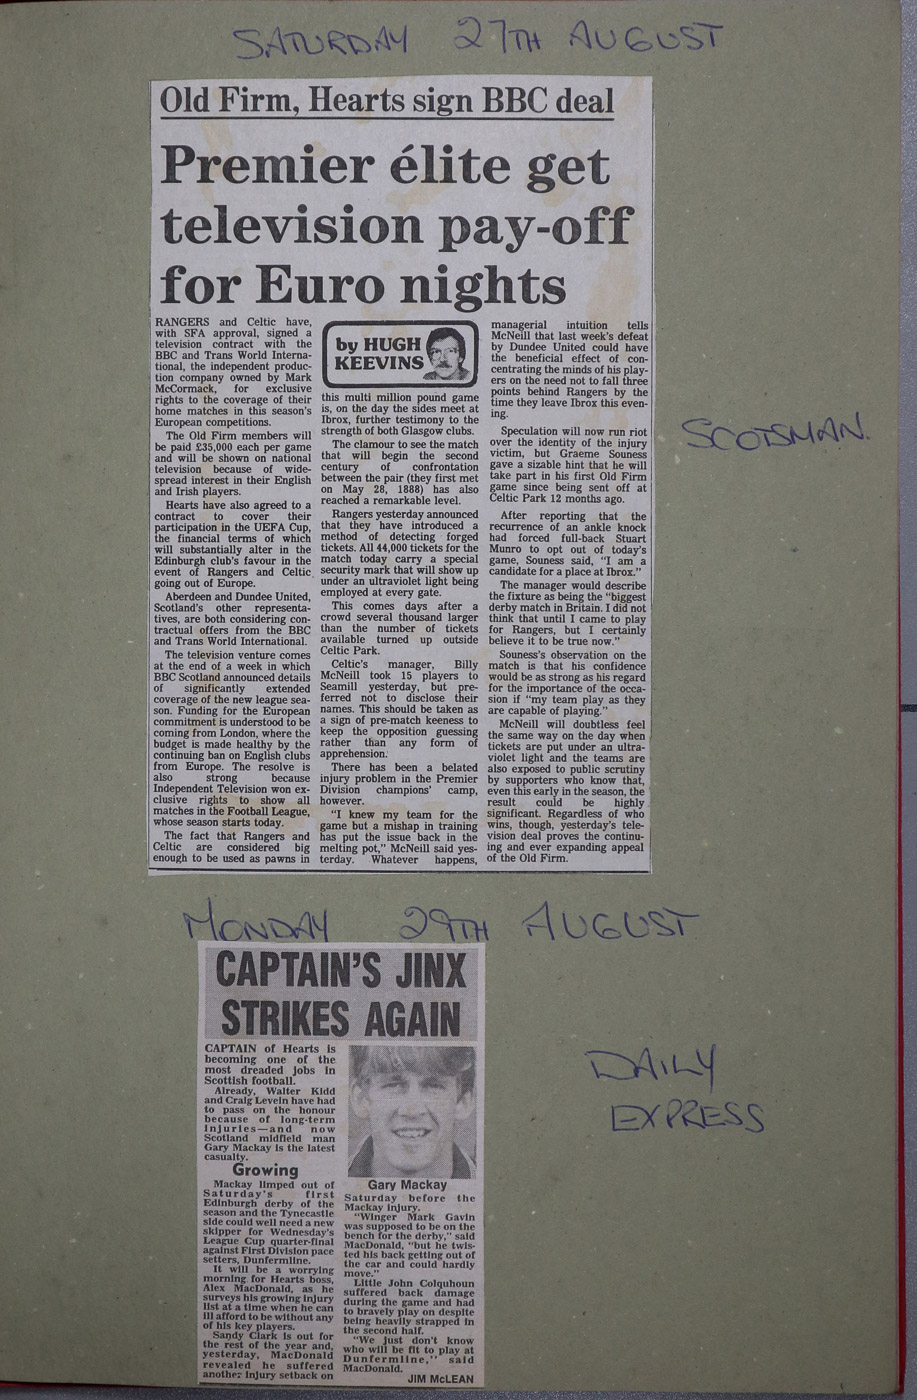 SATURDAY 27TH AUGUST
Old Firm, Hearts sign BBC deal
Premier élite get
television pay-off
for Euro nights
RANGERS and Celtic have,
with SFA approval, signed a
television contract with the
BBC and Trans World Interna-
tional, the independent produc-
tion company owned by Mark
McCormack, for exclusive
rights to the coverage of their
home matches in this season's
European competitions.
The Old Firm members will
be paid £35,000 each per game
and will be shown on national
television because of wide-
spread interest in their English
and Irish players.
Hearts have also agreed to a
contract to cover their
participation in the UEFA Cup,
the financial terms of which
will substantially alter in the
Edinburgh club's favour in the
event of Rangers and Celtic
going out of Europe.
Aberdeen and Dundee United,
Scotland's other representa-
tives, are both considering con-
tractual offers from the BBC
and Trans World International.
The television venture comes
at the end of a week in which
BBC Scotland announced details
of significantly extended
coverage of the new league sea-
son. Funding for the European
commitment is understood to be
coming from London, where the
budget is made healthy by the
continuing ban on English clubs
from Europe. The resolve is
also strong because
Independent Television won ex-
clusive rights to show all
matches in the Football League,
whose season starts today.
The fact that Rangers and
Celtic are considered big
enough to be used as pawns in
by HUGH
KEEVINS
this multi million pound game
is, on the day the sides meet at
Ibrox, further testimony to the
strength of both Glasgow clubs.
The clamour to see the match
that will begin the second
century of confrontation
between the pair (they first met
on May 28, 1888) has also
reached a remarkable level.
Rangers yesterday announced
that they have introduced a
method of detecting forged
tickets. All 44,000 tickets for the
match today carry a special
security mark that will show up
under an ultraviolet light being
employed at every gate.
This comes days after a
crowd several thousand larger
than the number of tickets
available turned up outside
Celtic Park.
Celtic's manager, Billy
McNeill took 15 players to
Seamill yesterday, but pre-
ferred not to disclose their
names. This should be taken as
a sign of pre-match keeness to
keep the opposition guessing
rather than any form of
apprehension.
There has been a belated
injury problem in the Premier
Division champions' camp,
however.
"I knew my team for the
game but a mishap in training
has put the issue back in the
melting pot," McNeill said yes-
terday. Whatever happens,
managerial intuition tells
McNeill that last week's defeat
by Dundee United could have
the beneficial effect of con-
centrating the minds of his play-
ers on the need not to fall three
points behind Rangers by the
time they leave Ibrox this even-
ing.
Speculation will now run riot
over the identity of the injury
victim, but Graeme Souness
gave a sizable hint that he will
take part in his first Old Firm
game since being sent off at
Celtic Park 12 months ago.
After reporting that the
recurrence of an ankle knock
had forced full-back Stuart
Munro to opt out of today's
game, Souness said, "I am a
candidate for a place at Ibrox."
The manager would describe
the fixture as being the "biggest
derby match in Britain. I did not
think that until I came to play
for Rangers, but I certainly
believe it to be true now."
Souness's observation on the
match is that his confidence
would be as strong as his regard
for the importance of the occa-
sion if "my team play as they
are capable of playing."
McNeill will doubtless feel
the same way on the day when
tickets are put under an ultra-
violet light and the teams are
also exposed to public scrutiny
by supporters who know that,
even this early in the season, the
result could be highly
significant. Regardless of who
wins, though, yesterday's tele-
vision deal proves the continu-
ing and ever expanding appeal
of the Old Firm.
SCOTSMAN.
MONDAY 29TH AUGUST
CAPTAIN'S JINX
STRIKES AGAIN
CAPTAIN of Hearts is
becoming one of the
most dreaded jobs in
Scottish football.
Already, Walter Kidd
and Craig Levein have had
to pass on the honour
because of long-term
injuries—and now
Scotland midfield man
Gary Mackay is the latest
casualty.
Growing
Mackay limped out of
Saturday's first
Edinburgh derby of the
season and the Tynecastle
side could well need a new
skipper for Wednesday's
League Cup quarter-final
against First Division pace
setters, Dunfermline.
It will be a worrying
morning for Hearts boss,
Alex MacDonald, as he
surveys his growing injury
list at a time when he can
ill afford to be without any
of his key players.
Sandy Clark is out for
the rest of the year and,
yesterday, MacDonald
revealed he suffered
another injury setback on
Gary Mackay
Saturday before the
Mackay injury.
"Winger Mark Gavin
was supposed to be on the
bench for the derby," said
MacDonald, "but he twis-
ted his back getting out of
the car and could hardly
move."
Little John Colquhoun
suffered back damage
during the game and had
to bravely play on despite
being heavily strapped in
the second half.
"We just don't know
who will be fit to play at
Dunfermline," said
MacDonald.
JIM McLEAN
DAILY
EXPRESS